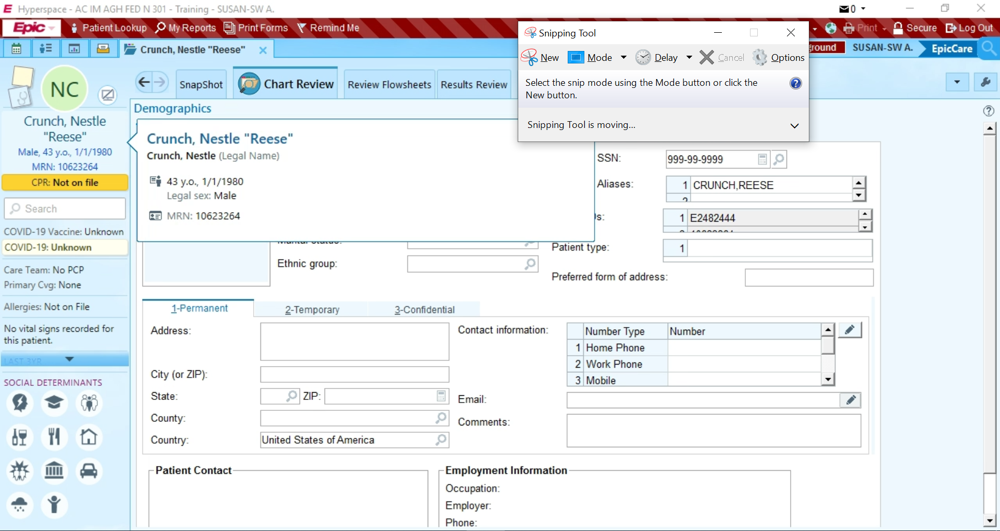 Hyperspace - AC IM AGH FED N 301 - Training - SUSAN-SW A.
0
Epic
Patient Lookup
My Reports
Print Forms
Remind Me
Print
Secure
Log Out
Crunch, Nestle "Reese"
round
SUSAN-SW A.
EpicCare
Snipping Tool
New
Mode
Delay
Cancel
Options
Select the snip mode using the Mode button or click the
New button.
Snipping Tool is moving...
NC
SnapShot
Chart Review
Review Flowsheets
Results Review
Crunch, Nestle
"Reese"
Male, 43 y.o., 1/1/1980
MRN: 10623264
CPR: Not on file
Search
COVID-19 Vaccine: Unknown
COVID-19: Unknown
Care Team: No PCP
Primary Cvg: None
Allergies: Not on File
No vital signs recorded for
this patient.
LAST 3YR
SOCIAL DETERMINANTS
Demographics
Crunch, Nestle "Reese"
Crunch, Nestle (Legal Name)
43 y.o., 1/1/1980
Legal sex: Male
MRN: 10623264
SSN:
999-99-9999
Aliases:
1 CRUNCH,REESE
2
s:
1 E2482444
Marital status:
Ethnic group:
Patient type:
1
Preferred form of address:
1-Permanent
2-Temporary
3-Confidential
Address:
City (or ZIP):
State:
ZIP:
County:
Country:
United States of America
Contact information:
Number Type
Number
1 Home Phone
2 Work Phone
3 Mobile
Email:
Comments:
Patient Contact
Employment Information
Occupation:
Employer:
Phone: